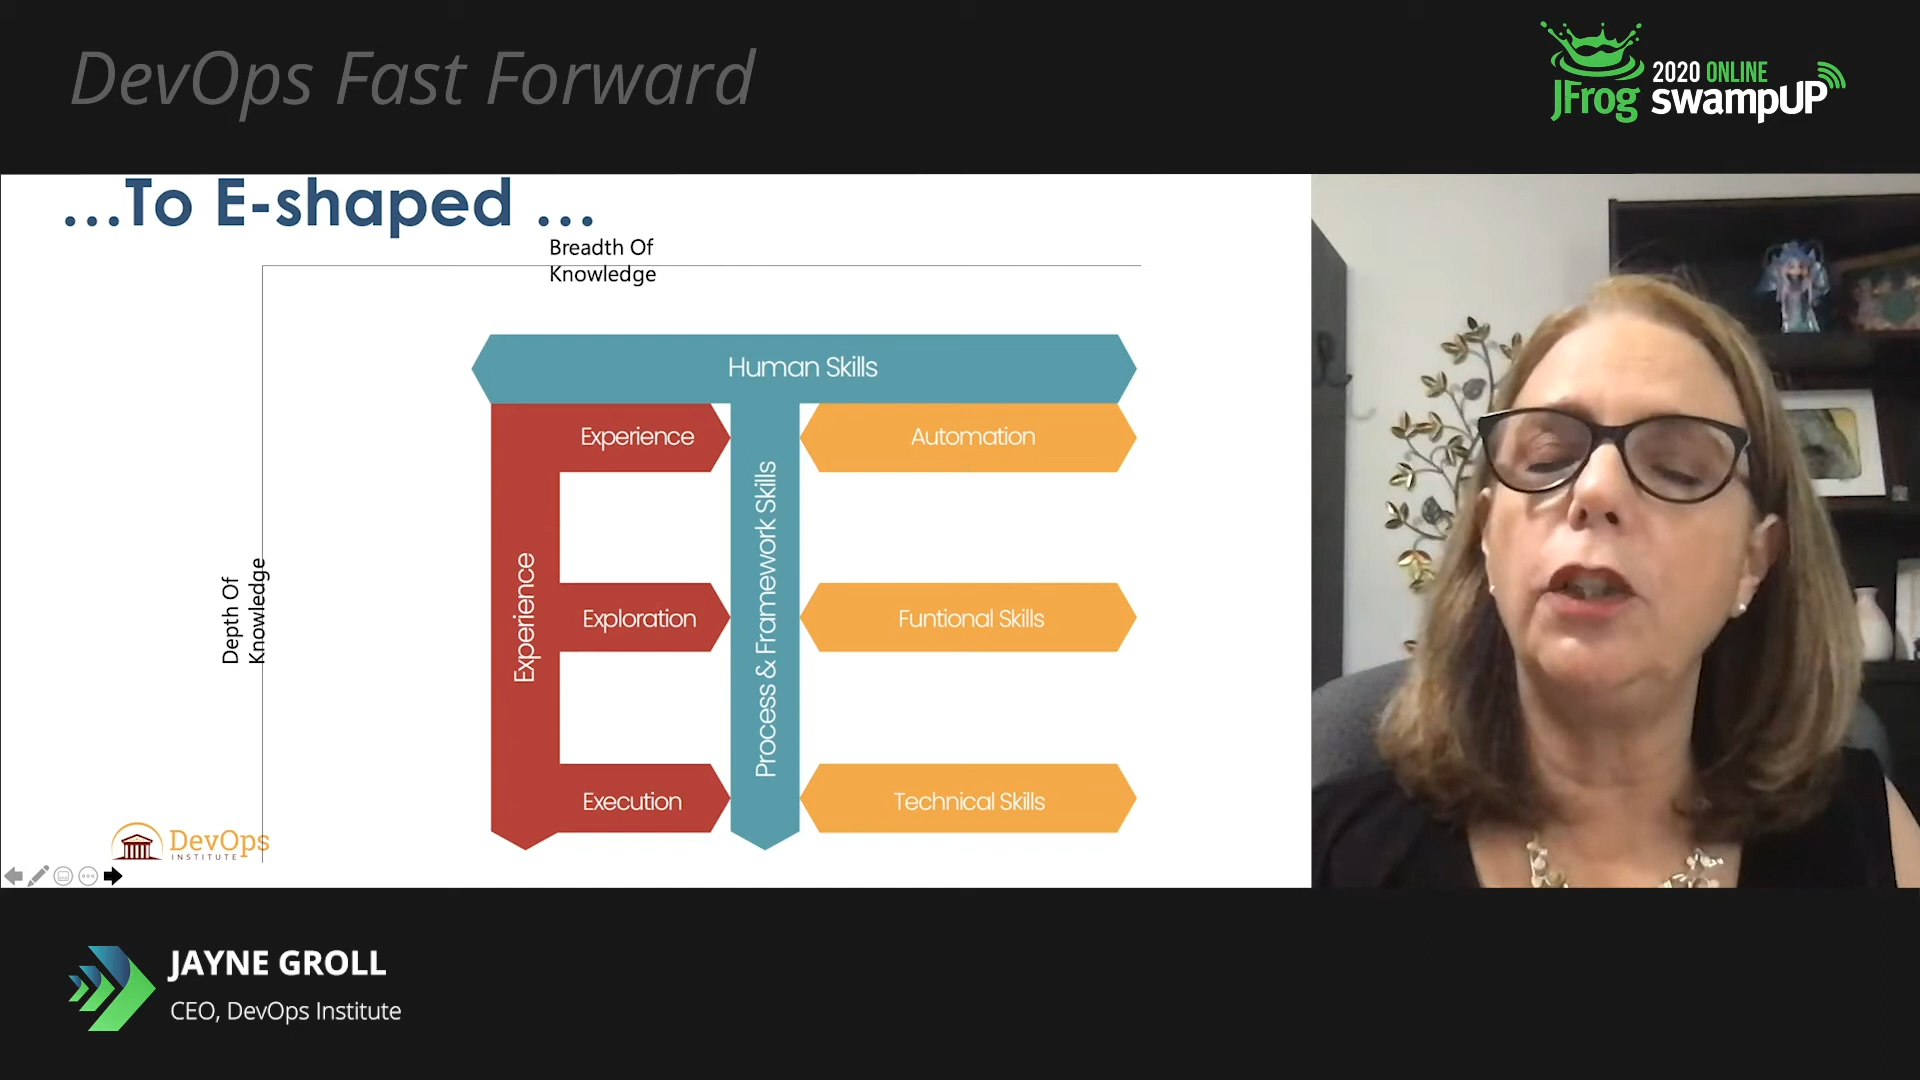 DevOps Fast Forward
2020 ONLINE
JFrog swampUP
...To E-shaped ...
Breadth Of
Knowledge
Depth Of
Knowledge
Human Skills
Experience
Experience
Exploration
Execution
Process & Framework Skills
Automation
Funtional Skills
Technical Skills
DevOps
INSTITUTE
JAYNE GROLL
CEO, DevOps Institute